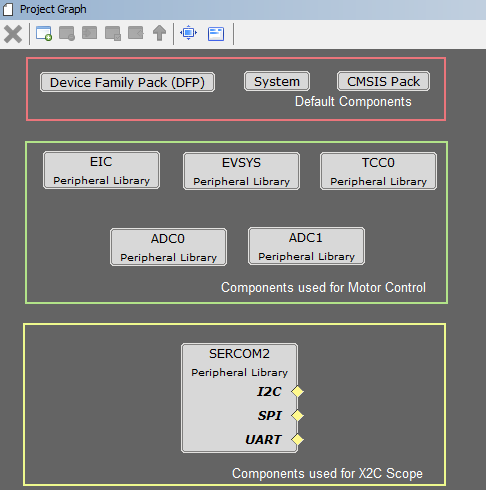 Project Graph
Device Family Pack (DFP)
System
CMSIS Pack
Default Components
EIC
Peripheral Library
EVSYS
Peripheral Library
TCC0
Peripheral Library
ADC0
Peripheral Library
ADC1
Peripheral Library
Components used for Motor Control
SERCOM2
Peripheral Library
I2C
SPI
UART
Components used for X2C Scope